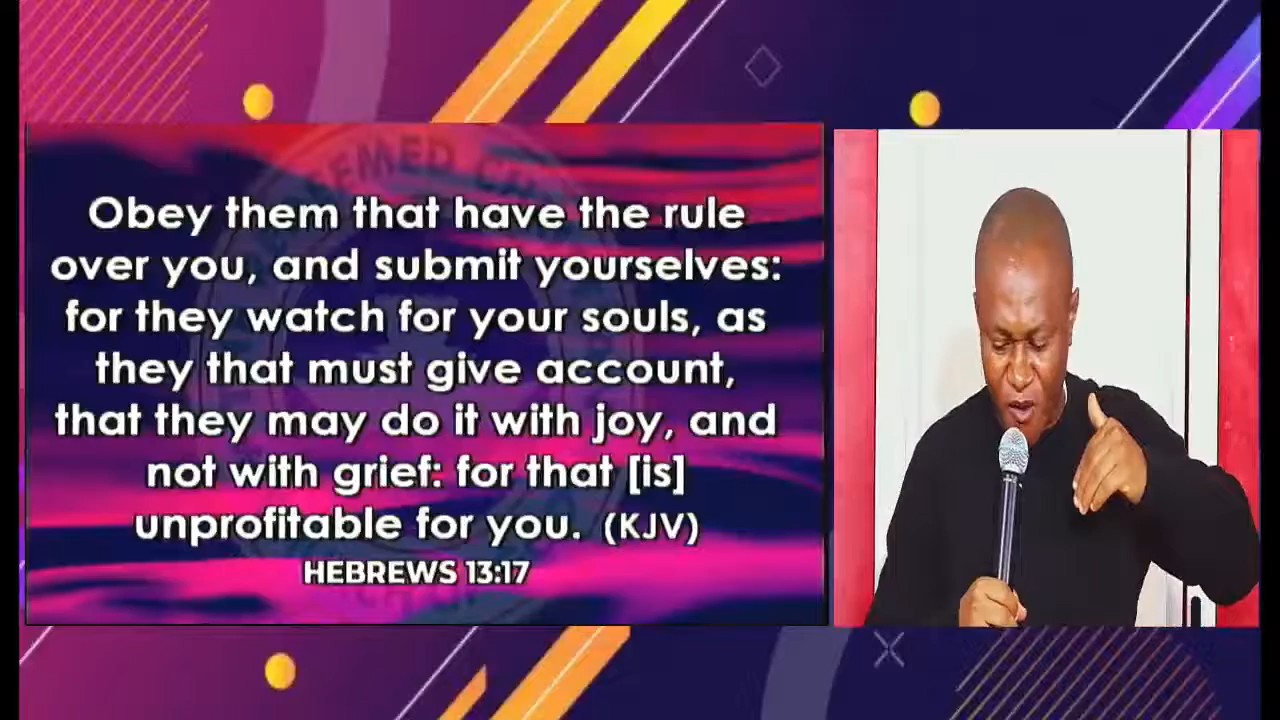 Obey them that have the rule
over you, and submit yourselves:
for they watch for your souls, as
they that must give account,
that they may do it with joy, and
not with grief: for that [is]
unprofitable for you. (KJV)
HEBREWS 13:17